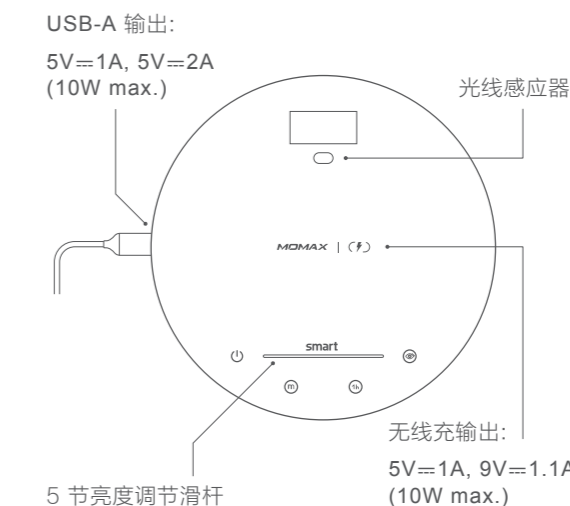 USB-A 输出:
5V⎓1A, 5V⎓2A
(10W max.)
光线感应器
MOMAX
smart
m
1h
无线充输出:
5V⎓1A, 9V⎓1.1A
(10W max.)
5 节亮度调节滑杆